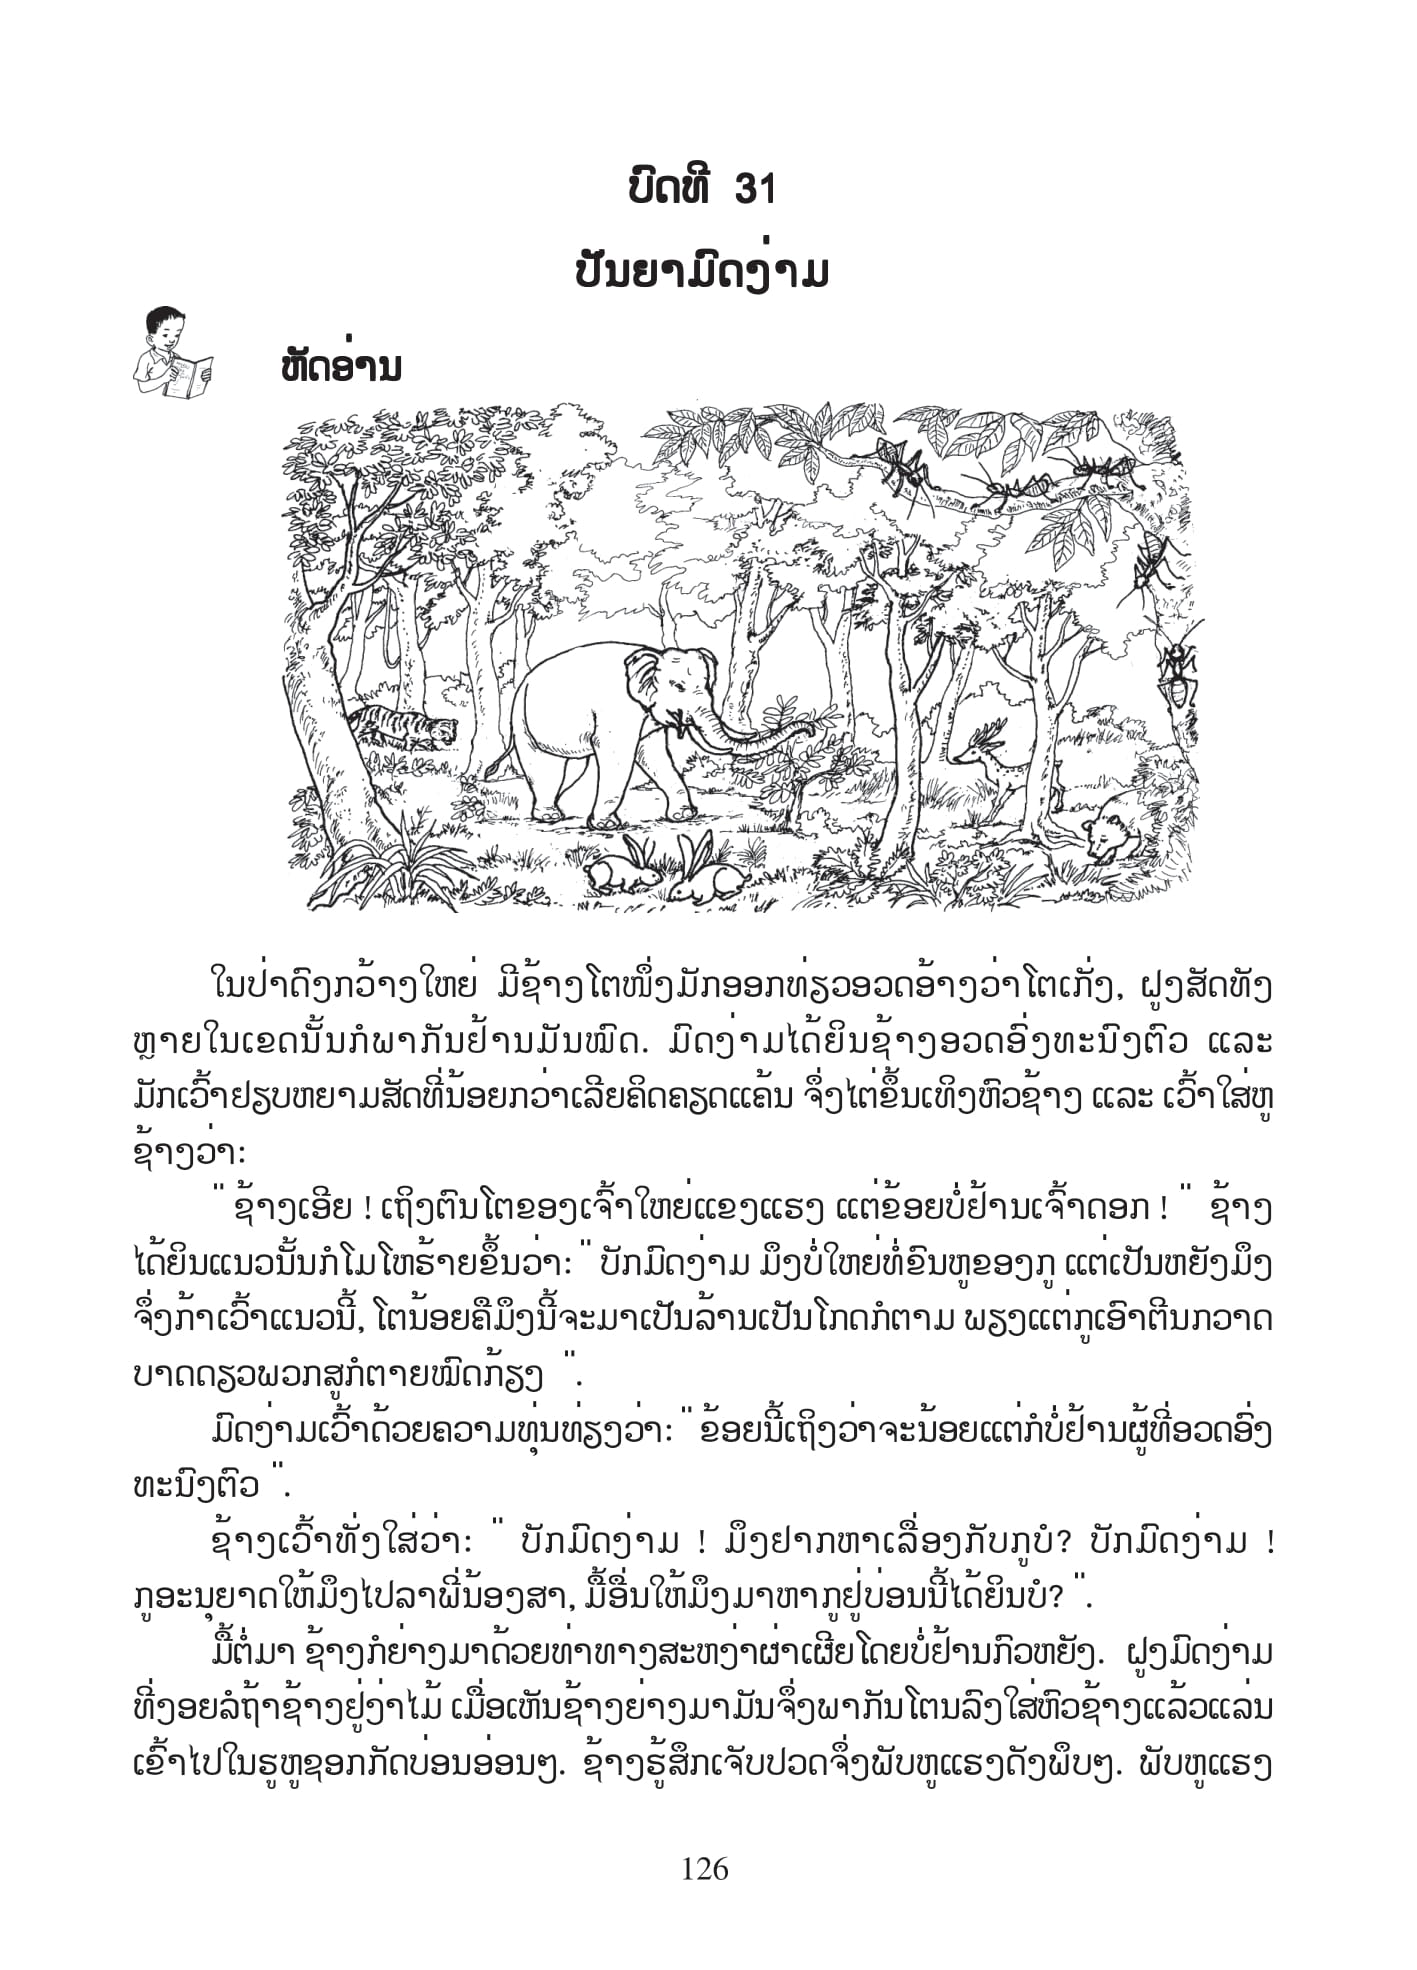 ບົດທີ 31
ປັນຍາມົດງ່າມ
ຫັດອ່ານ
ໃນປ່າດົງກວ້າງໃຫຍ່ ມີຊ້າງໂຕໜຶ່ງມັກອອກທ່ຽວອວດອ້າງວ່າໂຕເກັ່ງ, ຝູງສັດທັງ
ຫຼາຍໃນເຂດນັ້ນກໍພາກັນຢ້ານມັນໝົດ. ມົດງ່າມໄດ້ຍິນຊ້າງອວດອົ່ງທະນົງຕົວ ແລະ
ມັກເວົ້າຢຽບຫຍາມສັດທີ່ນ້ອຍກວ່າເລີຍຄິດຄຽດແຄ້ນ ຈຶ່ງໄຕ່ຂຶ້ນເທິງຫົວຊ້າງ ແລະ ເວົ້າໃສ່ຫູ
ຊ້າງວ່າ:
" ຊ້າງເອີຍ ! ເຖິງຕົນໂຕຂອງເຈົ້າໃຫຍ່ແຂງແຮງ ແຕ່ຂ້ອຍບໍ່ຢ້ານເຈົ້າດອກ ! " ຊ້າງ
ໄດ້ຍິນແນວນັ້ນກໍໂມໂຫຮ້າຍຂຶ້ນວ່າ: " ບັກມົດງ່າມ ມຶງບໍ່ໃຫຍ່ທໍ່ຂົນຫູຂອງກູ ແຕ່ເປັນຫຍັງມຶງ
ຈຶ່ງກ້າເວົ້າແນວນີ້, ໂຕນ້ອຍຄືມຶງນີ້ຈະມາເປັນລ້ານເປັນໂກດກໍຕາມ ພຽງແຕ່ກູເອົາຕີນກວາດ
ບາດດຽວພວກສູກໍຕາຍໝົດກ້ຽງ ".
ມົດງ່າມເວົ້າດ້ວຍຄວາມທຸ່ນທ່ຽງວ່າ: " ຂ້ອຍນີ້ເຖິງວ່າຈະນ້ອຍແຕ່ກໍບໍ່ຢ້ານຜູ້ທີ່ອວດອົ່ງ
ທະນົງຕົວ ".
ຊ້າງເວົ້າທັ່ງໃສ່ວ່າ: " ບັກມົດງ່າມ ! ມຶງຢາກຫາເລື່ອງກັບກູບໍ? ບັກມົດງ່າມ !
ກູອະນຸຍາດໃຫ້ມຶງໄປລາພີ່ນ້ອງສາ, ມື້ອື່ນໃຫ້ມຶງມາຫາກູຢູ່ບ່ອນນີ້ໄດ້ຍິນບໍ? ".
ມື້ຕໍ່ມາ ຊ້າງກໍຍ່າງມາດ້ວຍທ່າທາງສະຫງ່າຜ່າເຜີຍໂດຍບໍ່ຢ້ານກົວຫຍັງ. ຝູງມົດງ່າມ
ທີ່ງອຍລໍຖ້າຊ້າງຢູ່ງ່າໄມ້ ເມື່ອເຫັນຊ້າງຍ່າງມາມັນຈຶ່ງພາກັນໂຕນລົງໃສ່ຫົວຊ້າງແລ້ວແລ່ນ
ເຂົ້າໄປໃນຮູຫູຊອກກັດບ່ອນອ່ອນໆ. ຊ້າງຮູ້ສຶກເຈັບປວດຈຶ່ງພັບຫູແຮງດັງພຶບໆ. ພັບຫູແຮງ
126